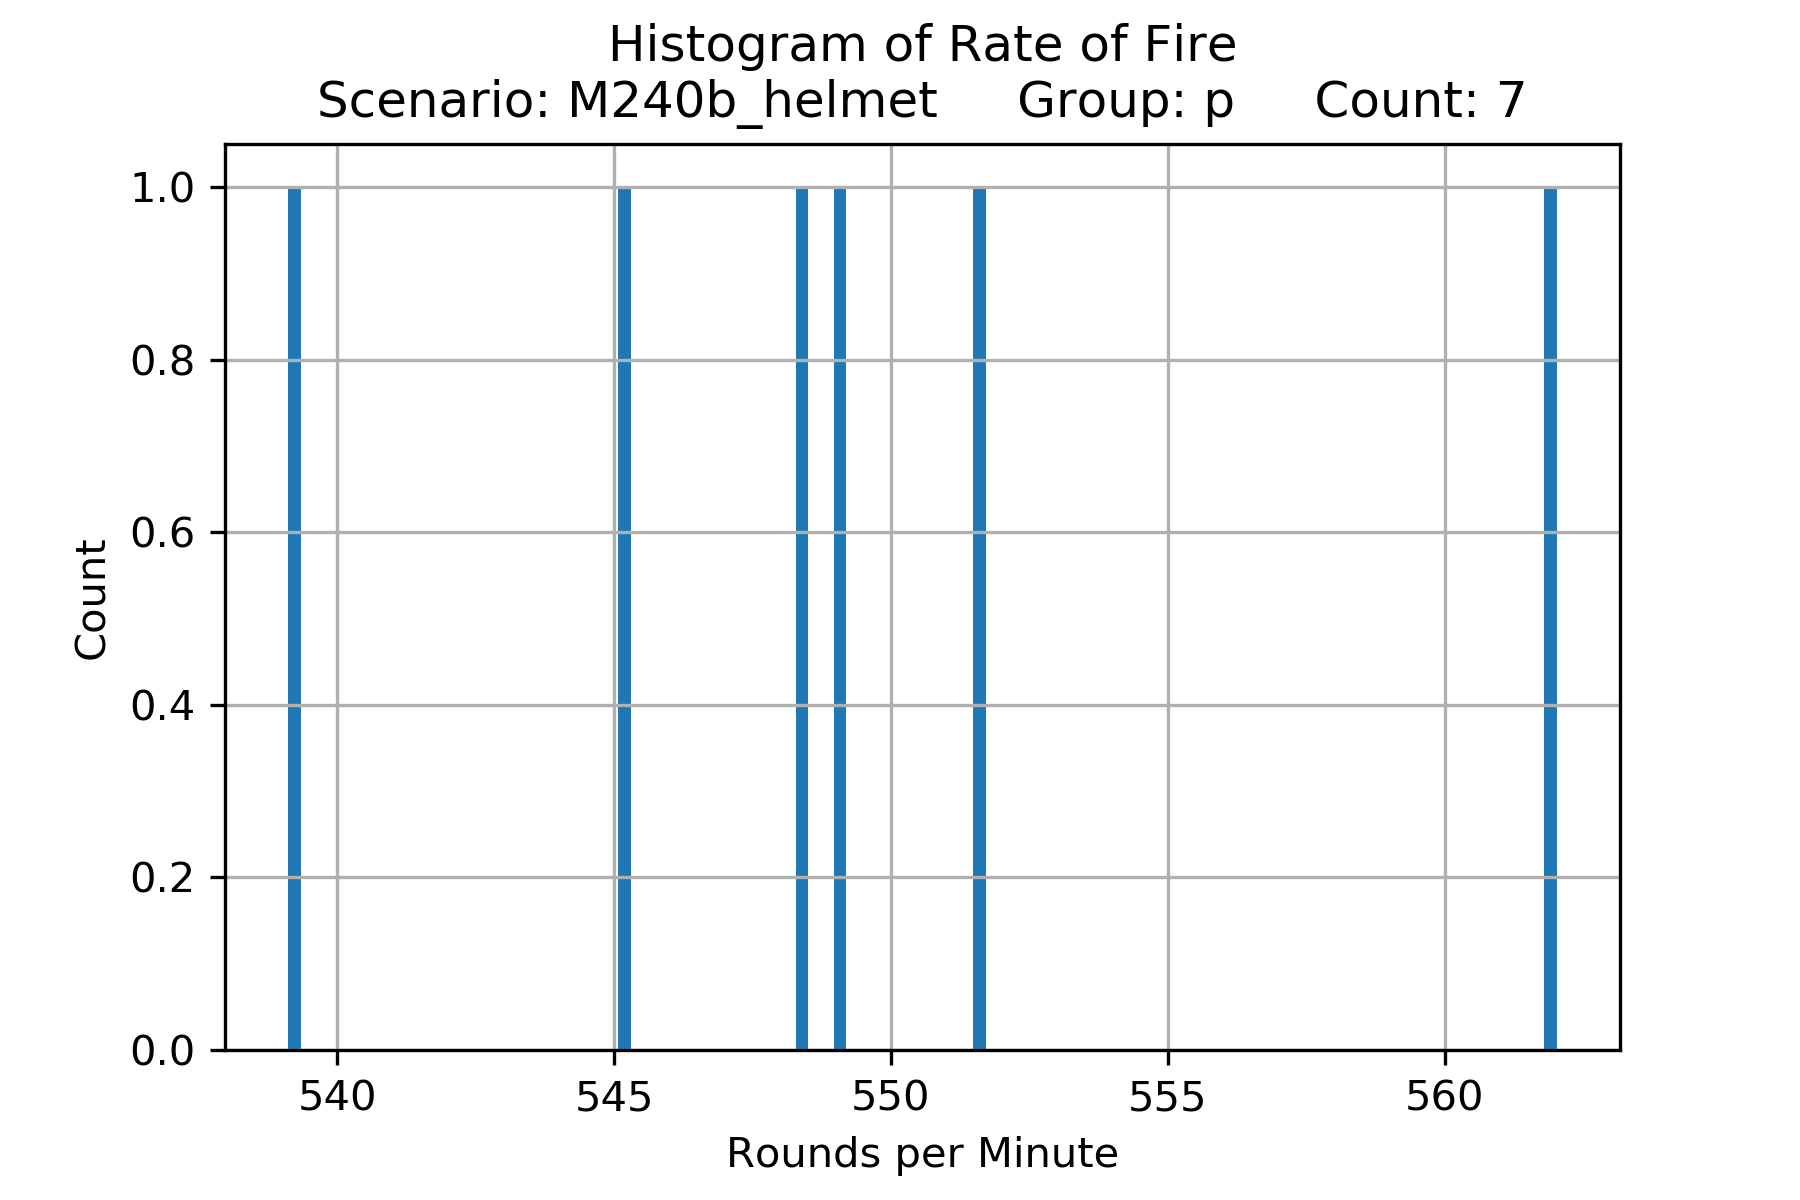 Histogram of Rate of Fire
Scenario: M240b_helmet Group: p Count: 7
1.0
0.8
0.6
0.4
0.2
0.0
Count
540 545 550 555 560
Rounds per Minute